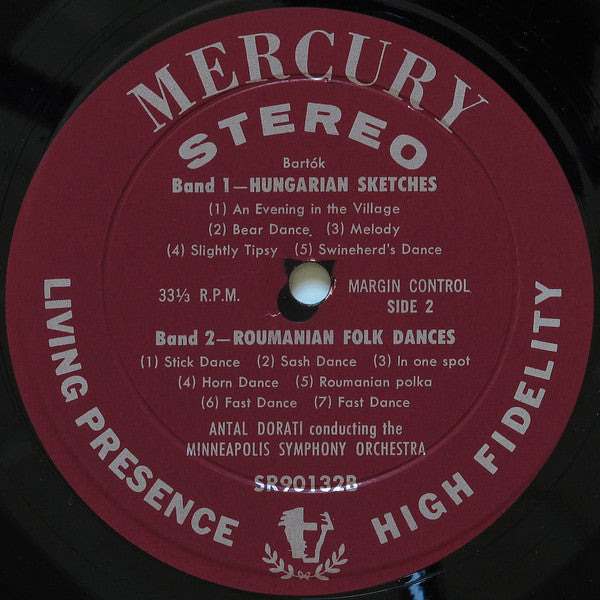 MERCURY
STEREO
Bartók
Band 1—HUNGARIAN SKETCHES
(1) An Evening in the Village
(2) Bear Dance (3) Melody
(4) Slightly Tipsy (5) Swineherd's Dance
33⅓ R.P.M.
MARGIN CONTROL
SIDE 2
Band 2—ROUMANIAN FOLK DANCES
(1) Stick Dance (2) Sash Dance (3) In one spot
(4) Horn Dance (5) Roumanian polka
(6) Fast Dance (7) Fast Dance
ANTAL DORATI conducting the
MINNEAPOLIS SYMPHONY ORCHESTRA
SR90132B
LIVING PRESENCE
HIGH FIDELITY